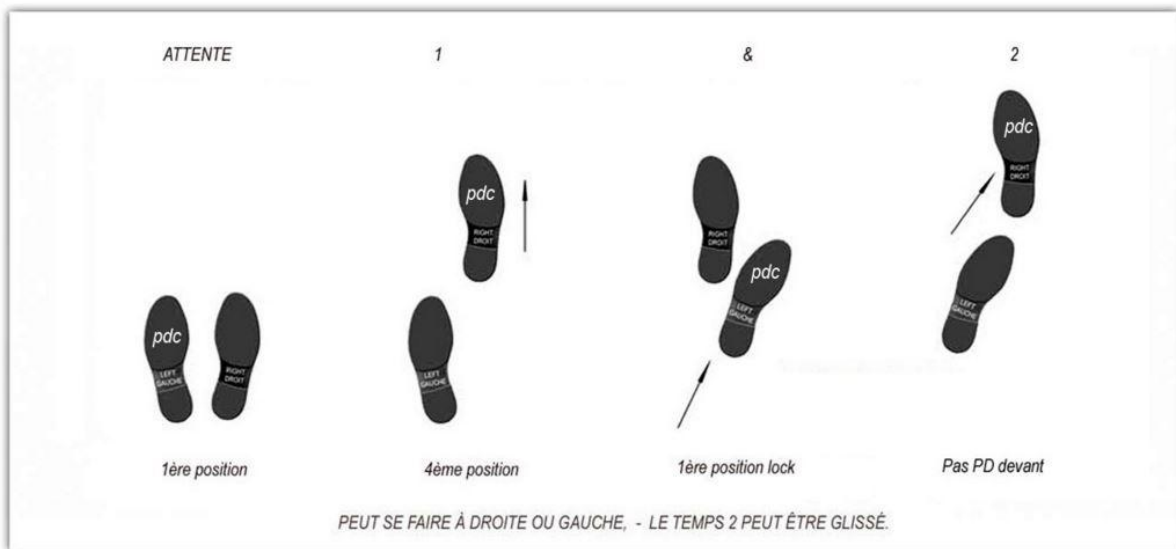 ATTENTE 1 & 2
pdc
LEFT
GAUCHE
RIGHT
DROIT
pdc
RIGHT
DROIT
LEFT
GAUCHE
RIGHT
DROIT
pdc
LEFT
GAUCHE
pdc
RIGHT
DROIT
LEFT
GAUCHE
1ère position 4ème position 1ère position lock Pas PD devant
PEUT SE FAIRE À DROITE OU GAUCHE, - LE TEMPS 2 PEUT ÊTRE GLISSÉ.